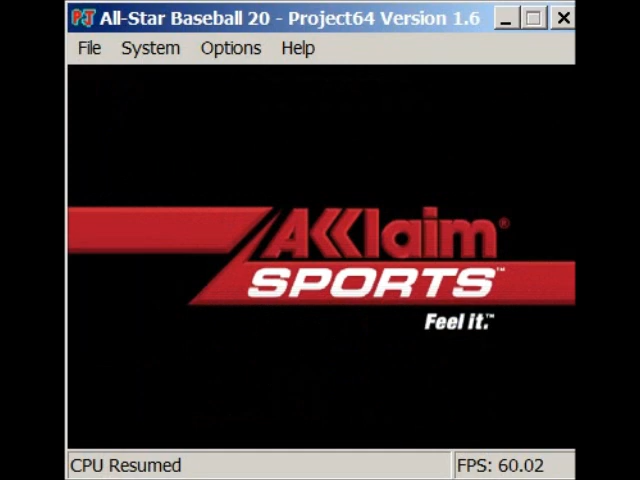 All-Star Baseball 20 - Project64 Version 1.6
File System Options Help
Acclaim®
SPORTS™
Feel it.™
CPU Resumed FPS: 60.02